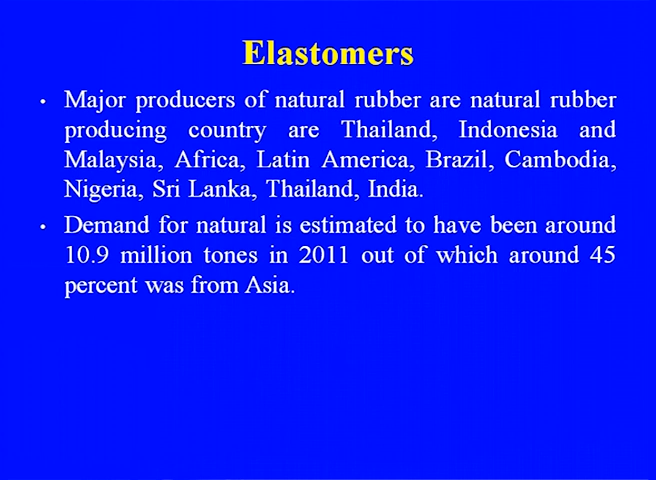 Elastomers
• Major producers of natural rubber are natural rubber
producing country are Thailand, Indonesia and
Malaysia, Africa, Latin America, Brazil, Cambodia,
Nigeria, Sri Lanka, Thailand, India.
• Demand for natural is estimated to have been around
10.9 million tones in 2011 out of which around 45
percent was from Asia.